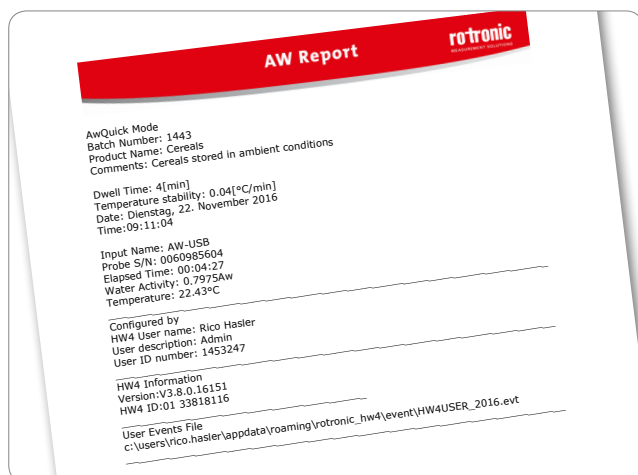 AW Report
rotronic
MEASUREMENT SOLUTIONS
AwQuick Mode
Batch Number: 1443
Product Name: Cereals
Comments: Cereals stored in ambient conditions
Dwell Time: 4[min]
Temperature stability: 0.04[°C/min]
Date: Dienstag, 22. November 2016
Time:09:11:04
Input Name: AW-USB
Probe S/N: 0060985604
Elapsed Time: 00:04:27
Water Activity: 0.7975Aw
Temperature: 22.43°C
Configured by
HW4 User name: Rico Hasler
User description: Admin
User ID number: 1453247
HW4 Information
Version:V3.8.0.16151
HW4 ID:01 33818116
User Events File
c:\users\rico.hasler\appdata\roaming\rotronic_hw4\event\HW4USER_2016.evt